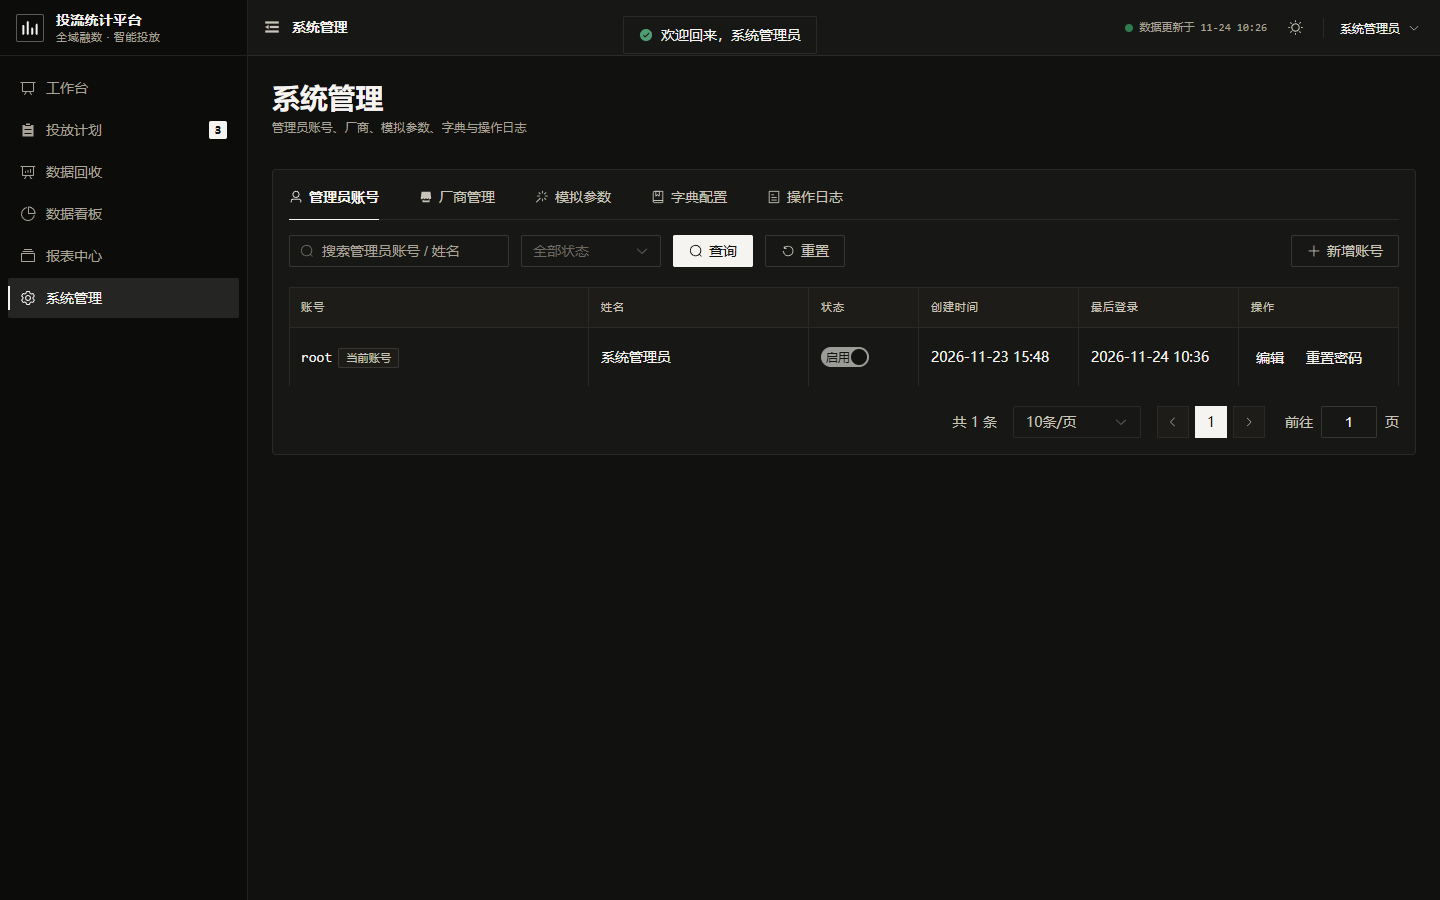 投流统计平台
全域融数 · 智能投放
系统管理
欢迎回来，系统管理员
数据更新于 11-24 10:26
系统管理员
工作台
投放计划 3
数据回收
数据看板
报表中心
系统管理
系统管理
管理员账号、厂商、模拟参数、字典与操作日志
管理员账号 厂商管理 模拟参数 字典配置 操作日志
搜索管理员账号 / 姓名 全部状态 查询 重置 新增账号
账号 姓名 状态 创建时间 最后登录 操作
root 当前账号 系统管理员 启用 2026-11-23 15:48 2026-11-24 10:36 编辑 重置密码
共 1 条 10条/页 1 前往 1 页